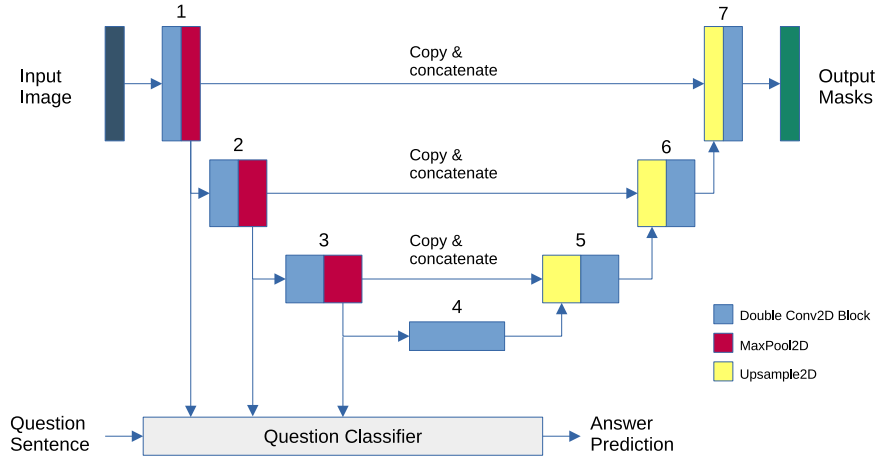 1
7
Input
Image
Copy &
concatenate
Output
Masks
2
Copy &
concatenate
6
3
Copy &
concatenate
5
4
Double Conv2D Block
MaxPool2D
Upsample2D
Question
Sentence
Question Classifier
Answer
Prediction